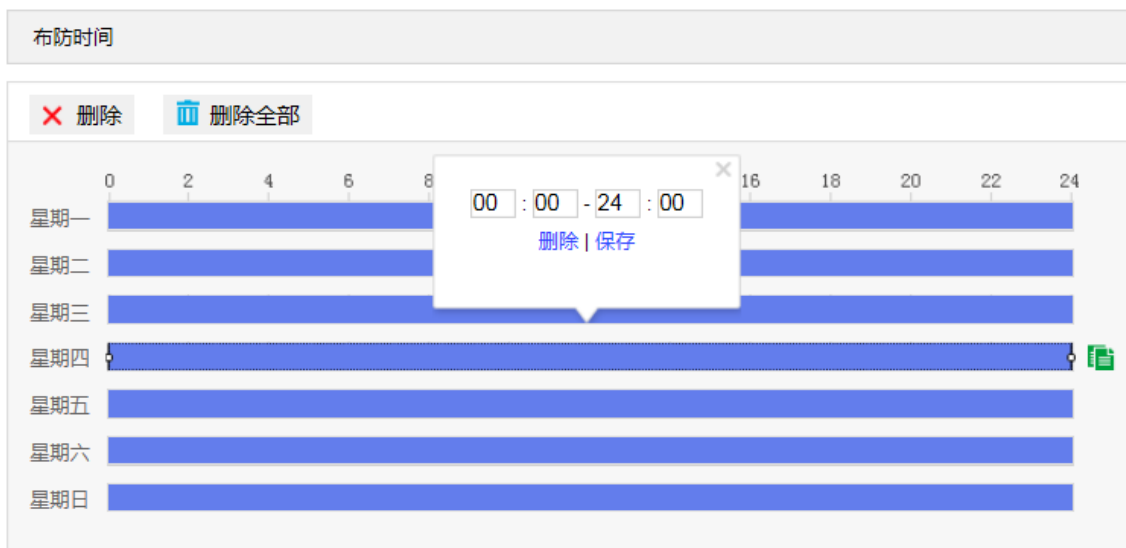 布防时间
删除 删除全部
0 2 4 6 8 16 18 20 22 24
00 : 00 - 24 : 00
删除 | 保存
星期一
星期二
星期三
星期四
星期五
星期六
星期日